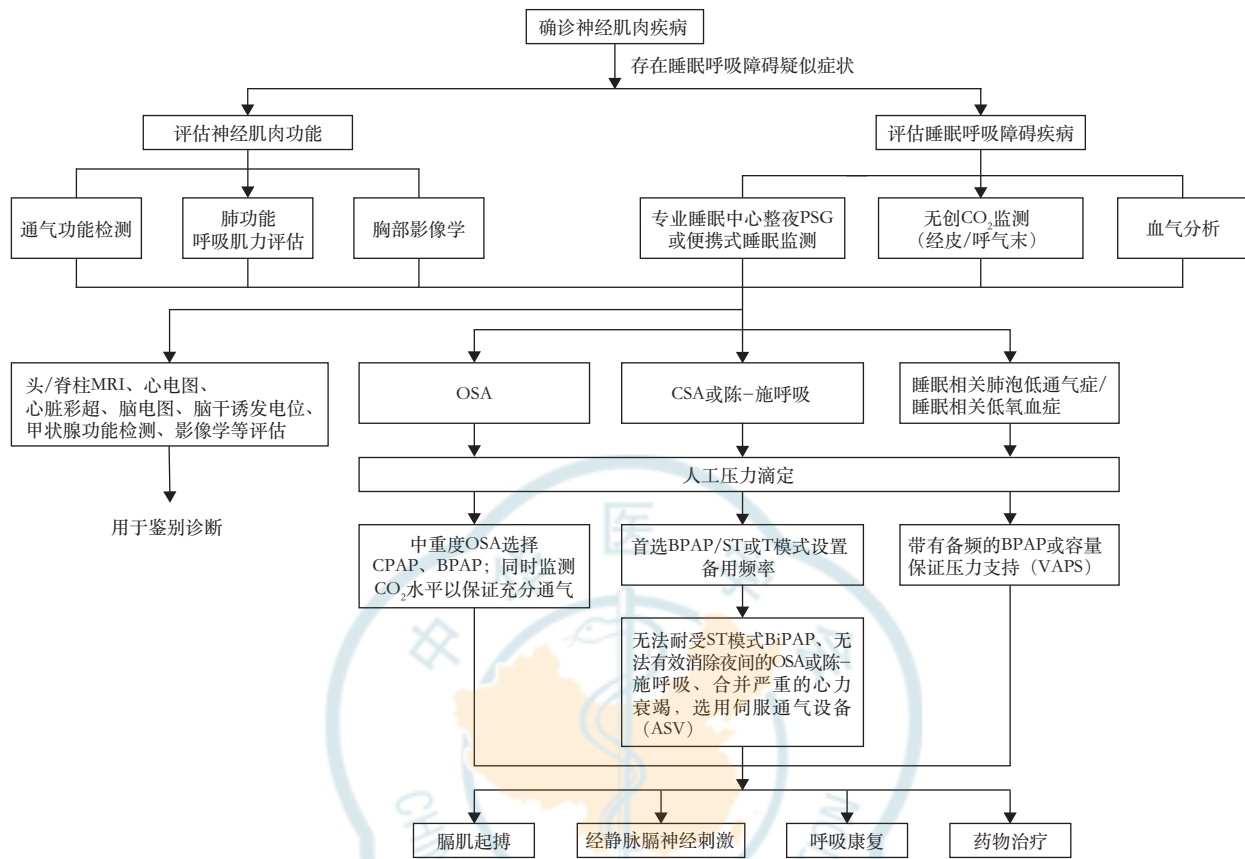 确诊神经肌肉疾病
存在睡眠呼吸障碍疑似症状
评估神经肌肉功能
评估睡眠呼吸障碍疾病
通气功能检测
肺功能
呼吸肌力评估
胸部影像学
专业睡眠中心整夜PSG
或便携式睡眠监测
无创CO₂监测
（经皮/呼气末）
血气分析
头/脊柱MRI、心电图、
心脏彩超、脑电图、脑干诱发电位、
甲状腺功能检测、影像学等评估
OSA
CSA或陈-施呼吸
睡眠相关肺泡低通气症/
睡眠相关低氧血症
人工压力滴定
用于鉴别诊断
中重度OSA选择
CPAP、BPAP；同时监测
CO₂水平以保证充分通气
首选BPAP/ST或T模式设置
备用频率
带有备频的BPAP或容量
保证压力支持（VAPS）
无法耐受ST模式BiPAP、无
法有效消除夜间的OSA或陈-
施呼吸、合并严重的心力
衰竭，选用伺服通气设备
（ASV）
膈肌起搏
经静脉膈神经刺激
呼吸康复
药物治疗